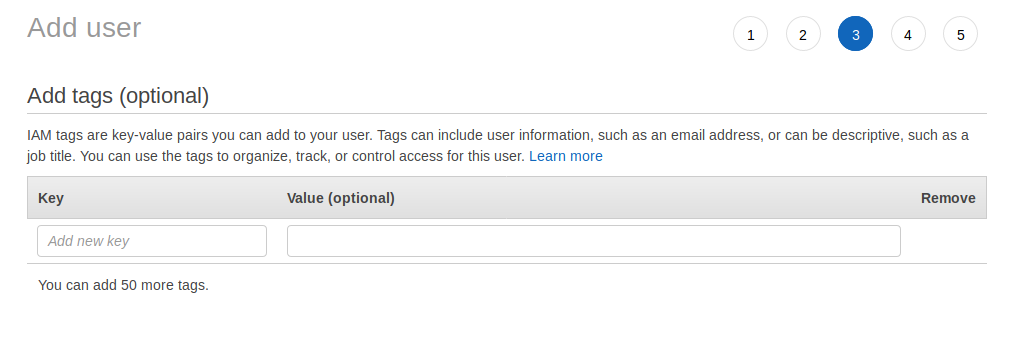 Add user
1 2 3 4 5
Add tags (optional)
IAM tags are key-value pairs you can add to your user. Tags can include user information, such as an email address, or can be descriptive, such as a
job title. You can use the tags to organize, track, or control access for this user. Learn more
Key Value (optional) Remove
Add new key
You can add 50 more tags.